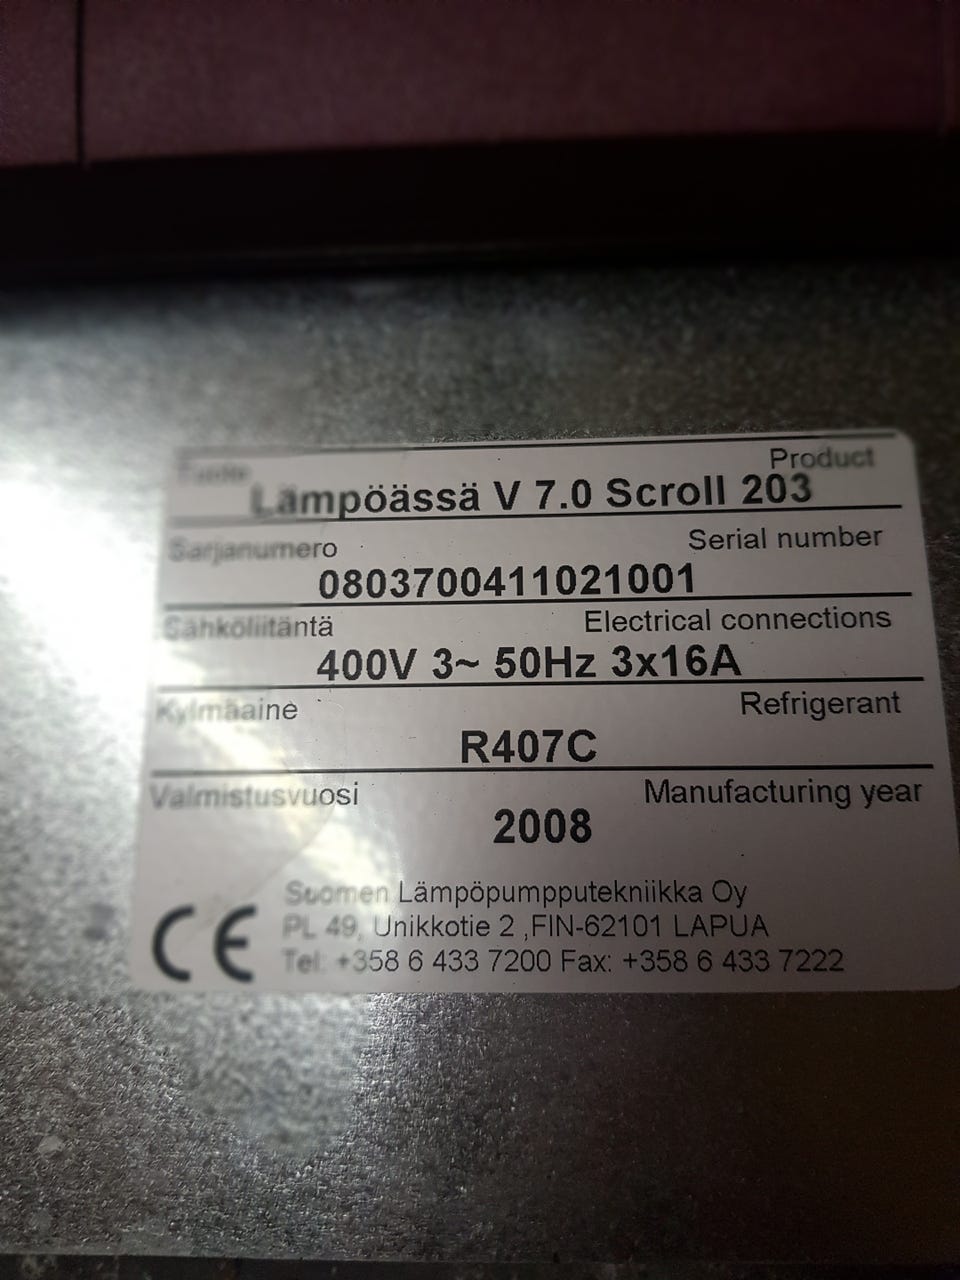 Tuote Product
Lämpöässä V 7.0 Scroll 203
Sarjanumero Serial number
0803700411021001
Sähköliitäntä Electrical connections
400V 3~ 50Hz 3x16A
Kylmäaine Refrigerant
R407C
Valmistusvuosi Manufacturing year
2008
Suomen Lämpöpumpputekniikka Oy
PL 49, Unikkotie 2 ,FIN-62101 LAPUA
CE Tel: +358 6 433 7200 Fax: +358 6 433 7222